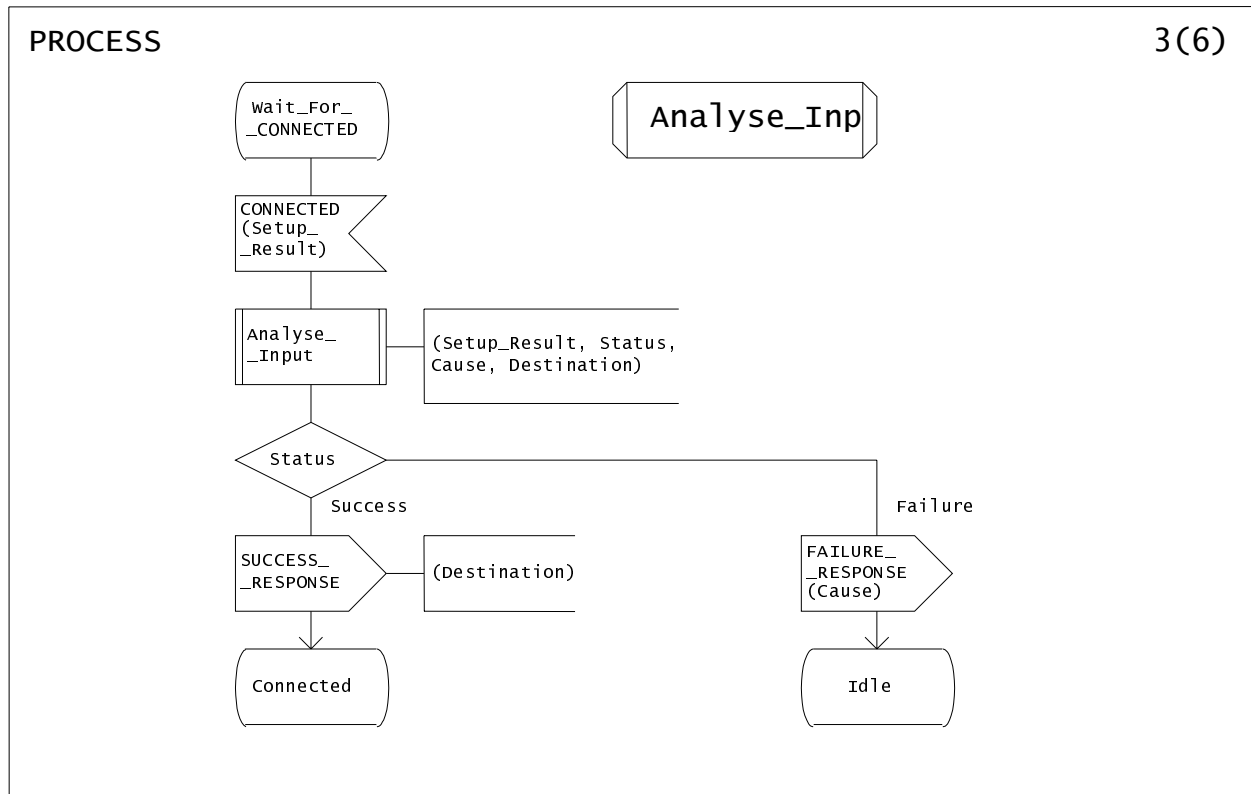 PROCESS
3(6)
Wait_For_
_CONNECTED
Analyse_Inp
CONNECTED
(Setup_
_Result)
Analyse_
_Input
(Setup_Result, Status,
Cause, Destination)
Status
Success
Failure
SUCCESS_
_RESPONSE
(Destination)
FAILURE_
_RESPONSE
(Cause)
Connected
Idle